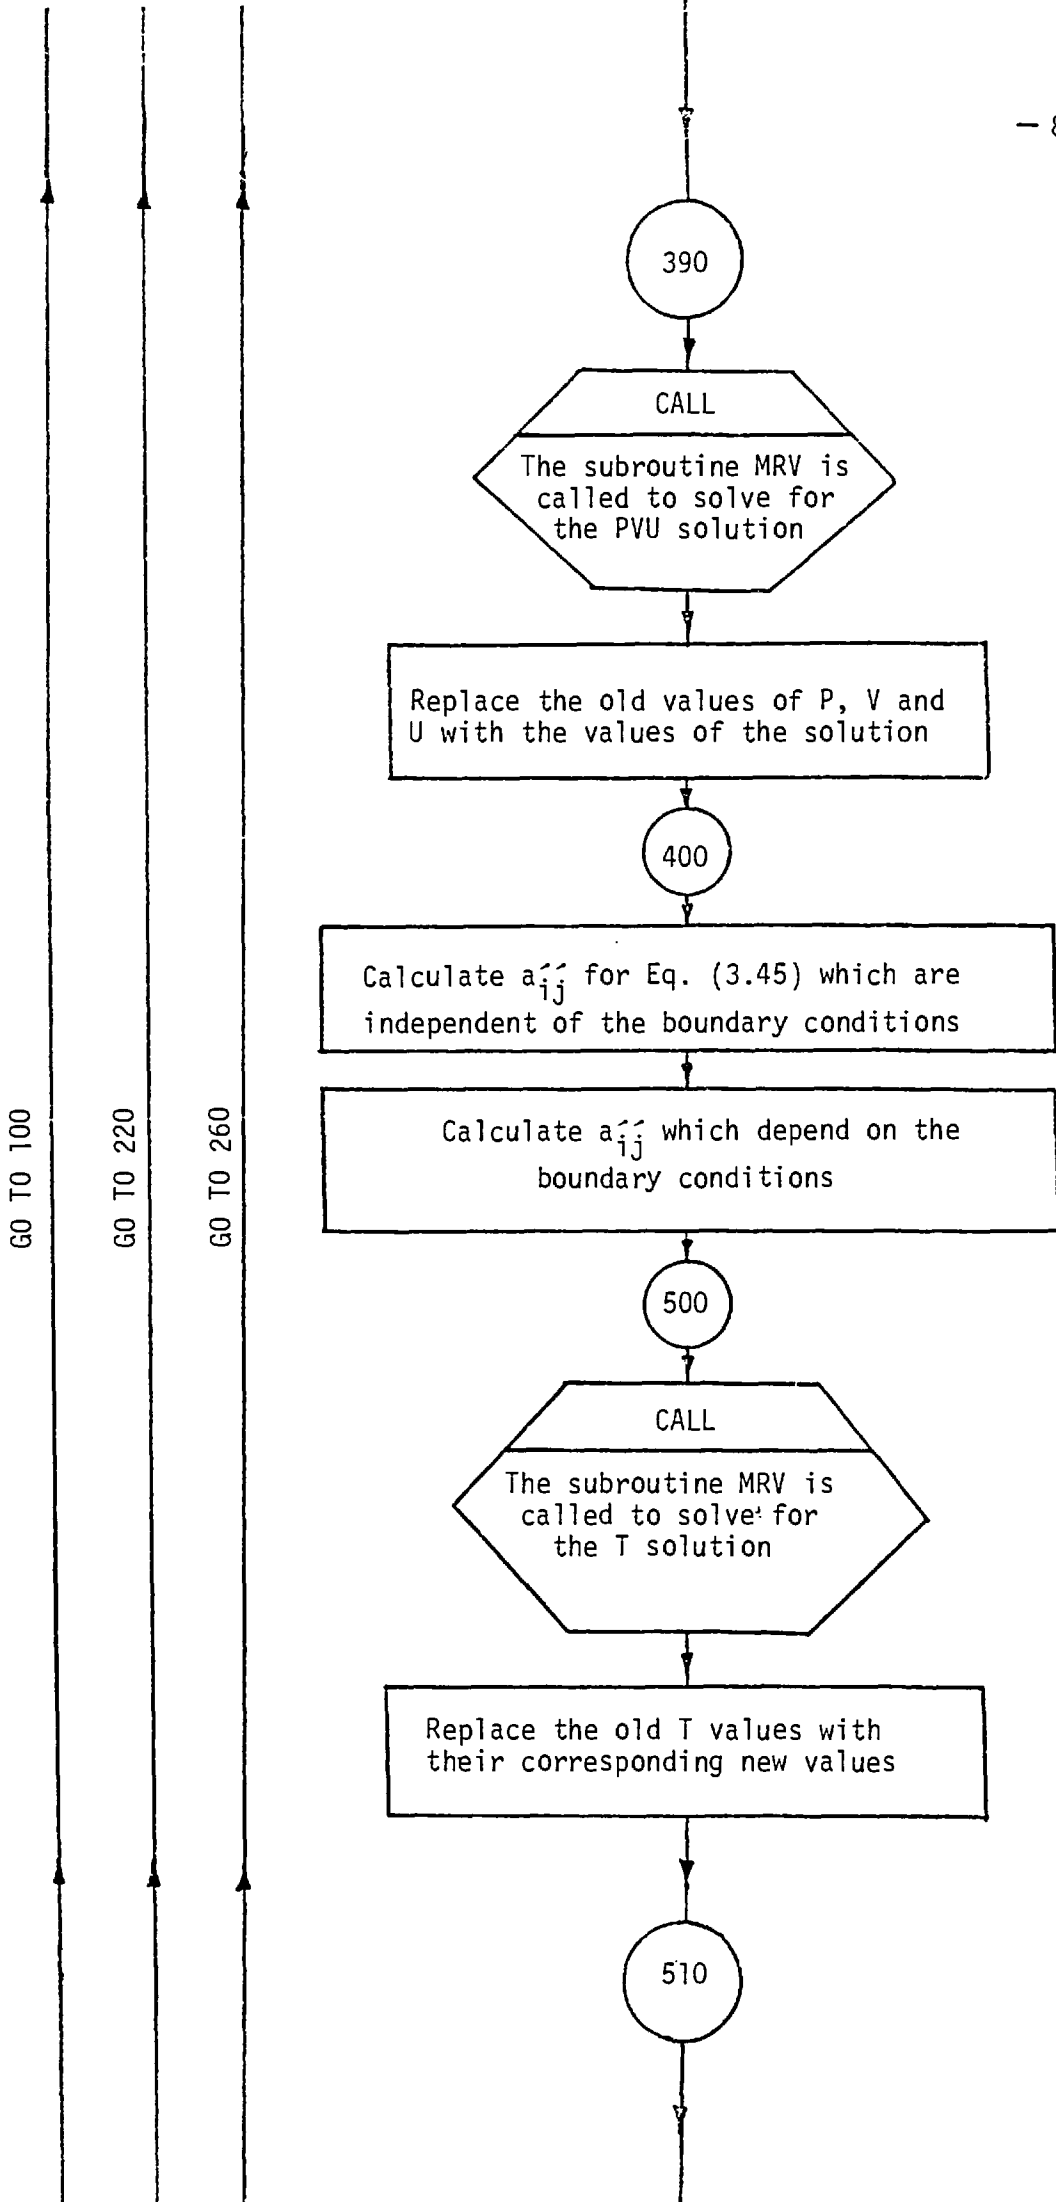 — 8
390
CALL
The subroutine MRV is
called to solve for
the PVU solution
Replace the old values of P, V and
U with the values of the solution
400
Calculate a´´ij for Eq. (3.45) which are
independent of the boundary conditions
Calculate a´´ij which depend on the
boundary conditions
GO TO 100
GO TO 220
GO TO 260
500
CALL
The subroutine MRV is
called to solve for
the T solution
Replace the old T values with
their corresponding new values
510